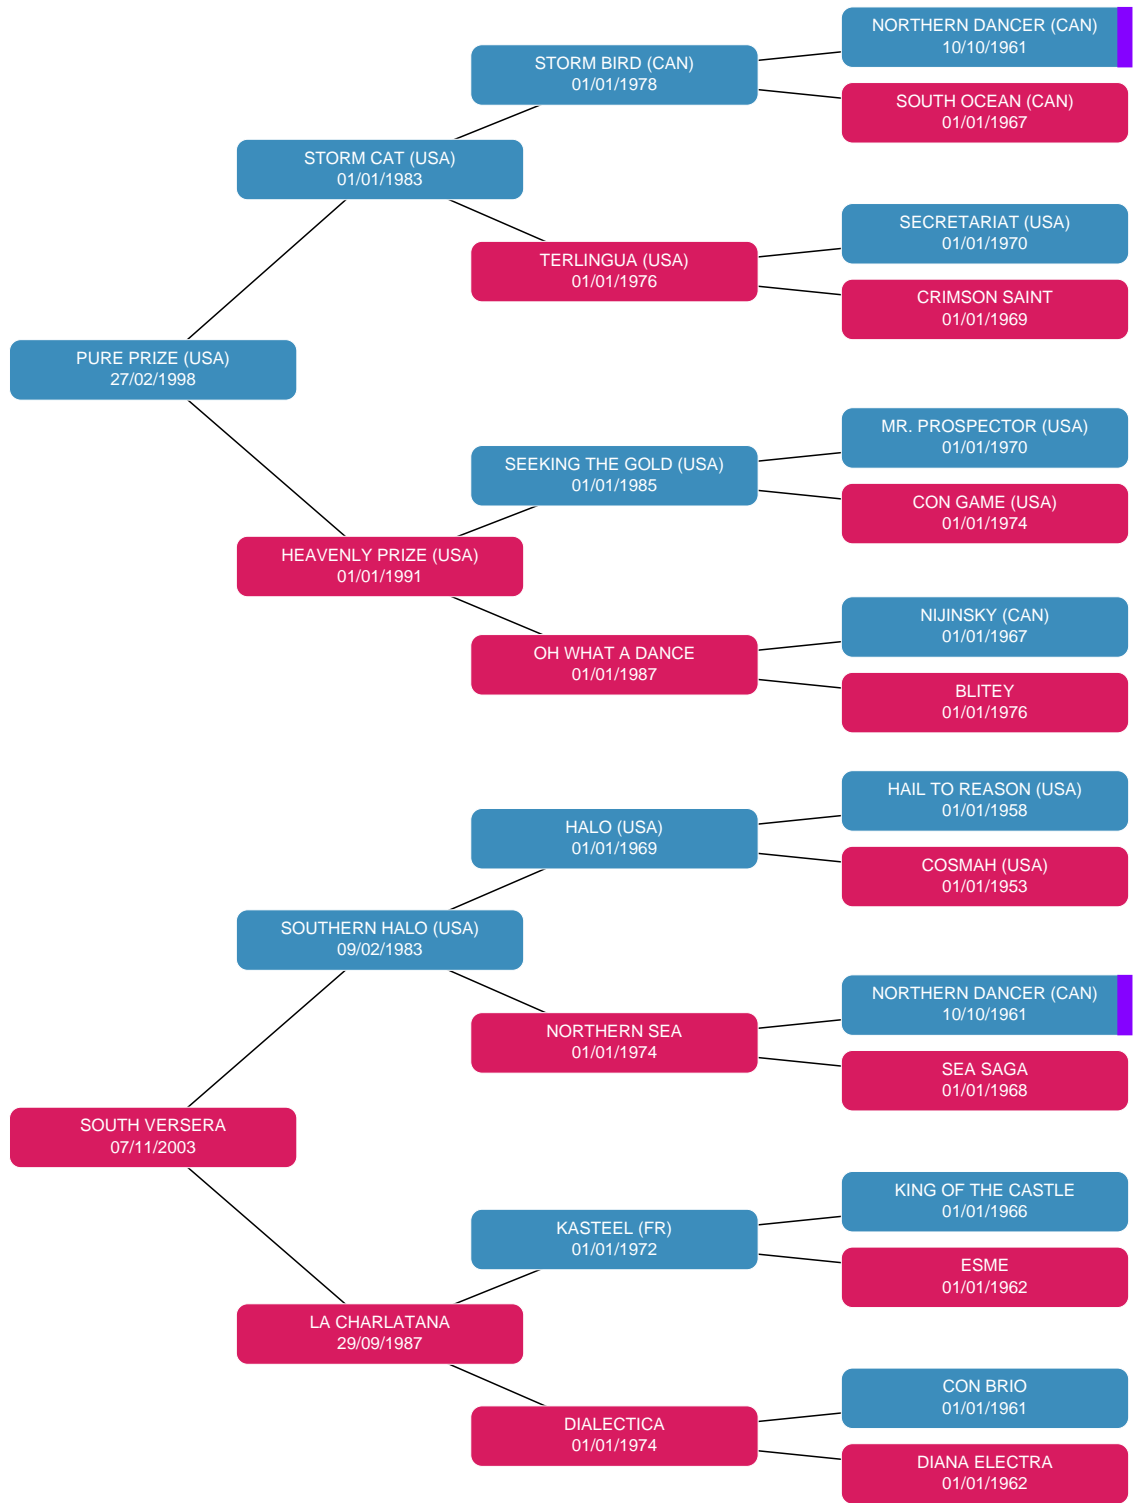 NORTHERN DANCER (CAN)
10/10/1961
STORM BIRD (CAN)
01/01/1978
SOUTH OCEAN (CAN)
01/01/1967
STORM CAT (USA)
01/01/1983
SECRETARIAT (USA)
01/01/1970
TERLINGUA (USA)
01/01/1976
CRIMSON SAINT
01/01/1969
PURE PRIZE (USA)
27/02/1998
MR. PROSPECTOR (USA)
01/01/1970
SEEKING THE GOLD (USA)
01/01/1985
CON GAME (USA)
01/01/1974
HEAVENLY PRIZE (USA)
01/01/1991
NIJINSKY (CAN)
01/01/1967
OH WHAT A DANCE
01/01/1987
BLITEY
01/01/1976
HAIL TO REASON (USA)
01/01/1958
HALO (USA)
01/01/1969
COSMAH (USA)
01/01/1953
SOUTHERN HALO (USA)
09/02/1983
NORTHERN DANCER (CAN)
10/10/1961
NORTHERN SEA
01/01/1974
SEA SAGA
01/01/1968
SOUTH VERSERA
07/11/2003
KING OF THE CASTLE
01/01/1966
KASTEEL (FR)
01/01/1972
ESME
01/01/1962
LA CHARLATANA
29/09/1987
CON BRIO
01/01/1961
DIALECTICA
01/01/1974
DIANA ELECTRA
01/01/1962